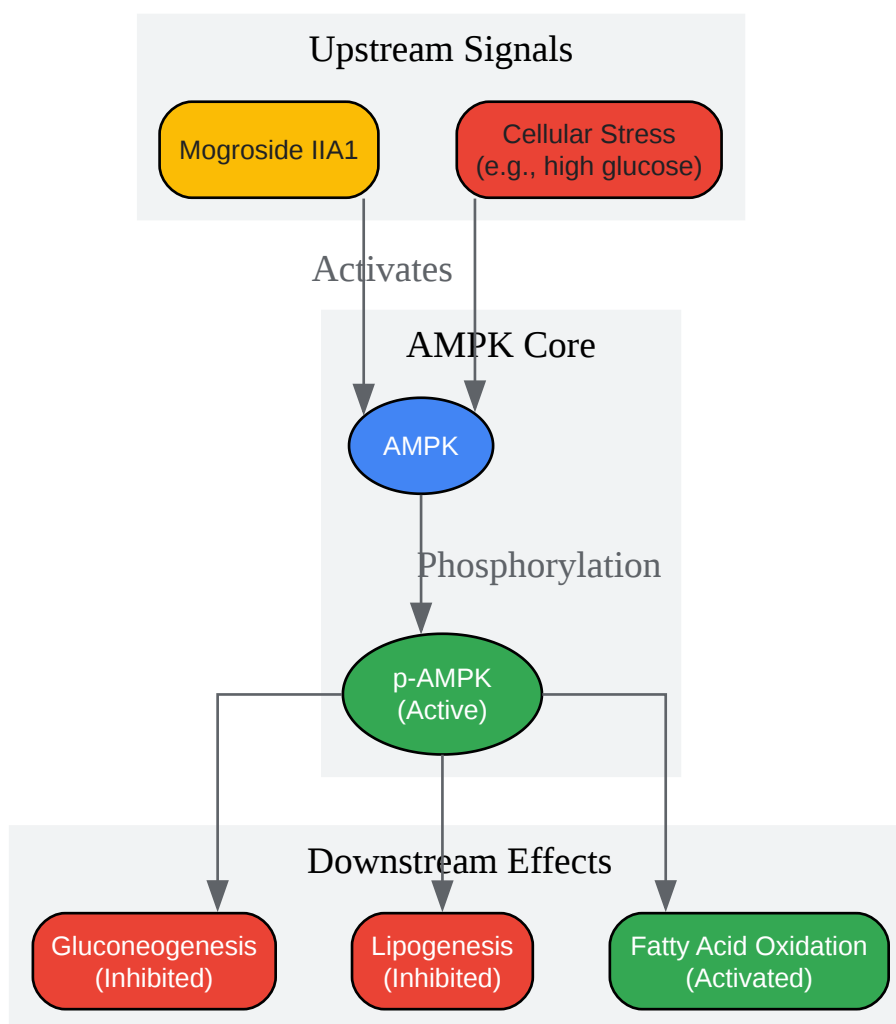 Upstream Signals
Mogroside IIA1
Cellular Stress
(e.g., high glucose)
Activates
AMPK Core
AMPK
Phosphorylation
p-AMPK
(Active)
Downstream Effects
Gluconeogenesis
(Inhibited)
Lipogenesis
(Inhibited)
Fatty Acid Oxidation
(Activated)